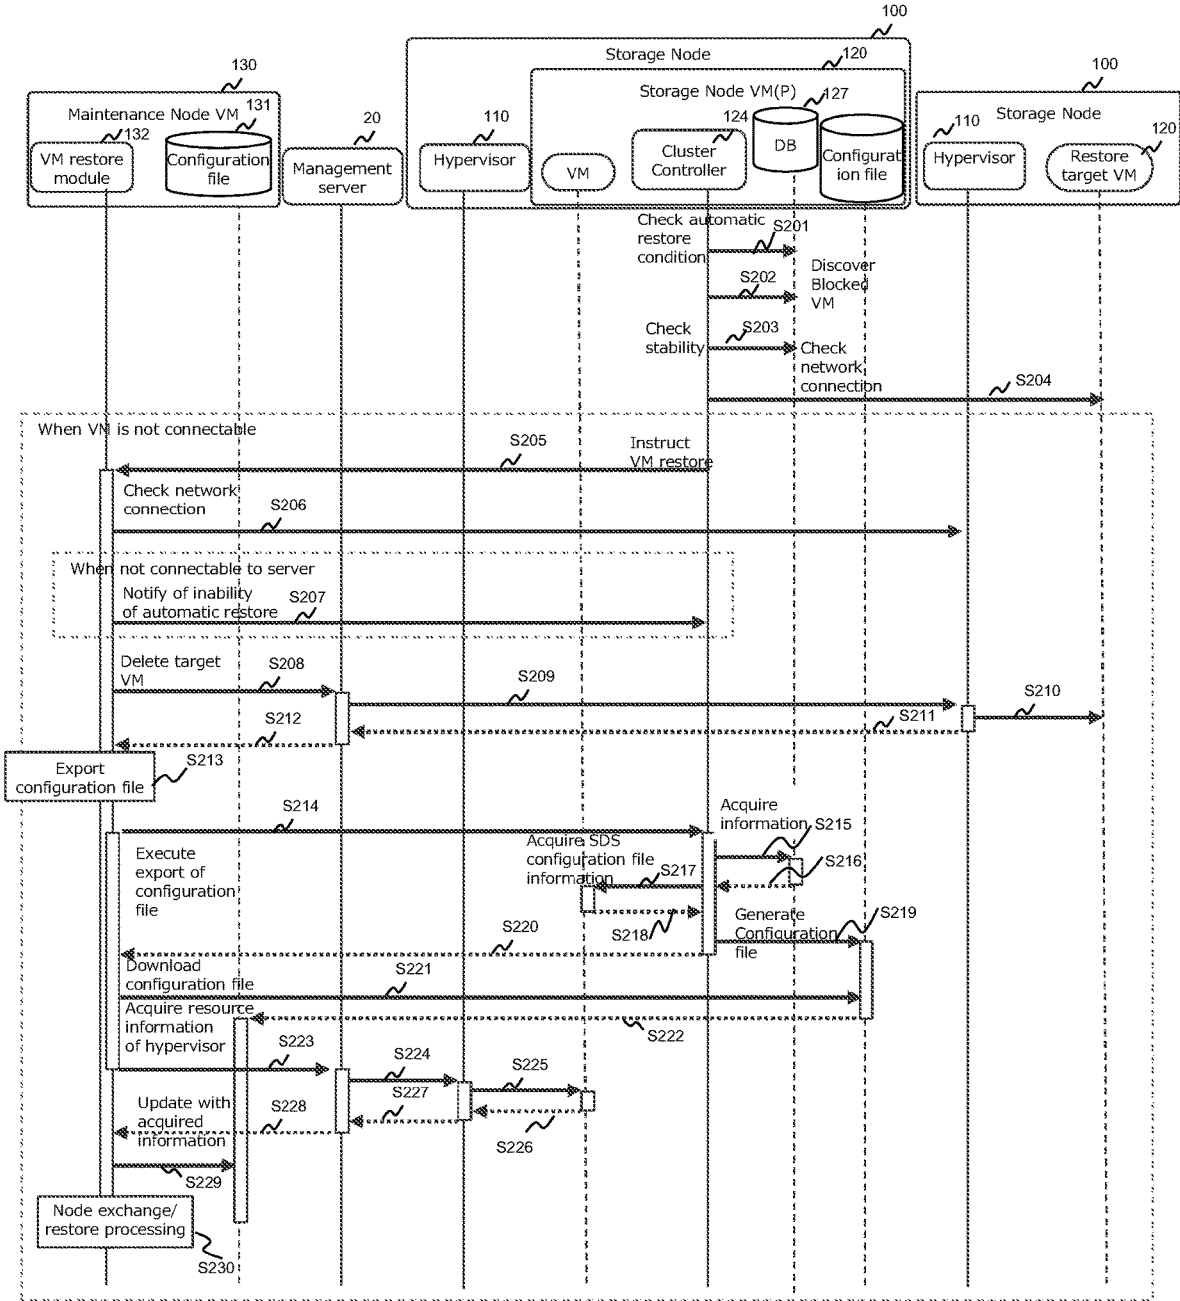 100
Storage Node
120
130
100
Maintenance Node VM
131
Storage Node VM(P)
127
Storage Node
132
20
110
124
110
120
VM restore
module
Configuration
file
Management
server
Hypervisor
VM
Cluster
Controller
DB
Configurat
ion file
Hypervisor
Restore
target VM
Check automatic
restore
condition
S201
S202
Discover
Blocked
VM
Check
stability
S203
Check
network
connection
S204
When VM is not connectable
S205
Instruct
VM restore
Check network
connection
S206
When not connectable to server
Notify of inability
of automatic restore
S207
Delete target
VM
S208
S209
S210
S212
S211
Export
configuration file
S213
S214
Acquire
information
S215
Execute
export of
configuration
file
Acquire SDS
configuration file
information
S217
S216
S218
Generate
Configuration
file
S219
S220
Download
configuration file
S221
Acquire resource
information
of hypervisor
S222
S223
S224
S225
Update with
acquired
information
S228
S227
S226
S229
Node exchange/
restore processing
S230